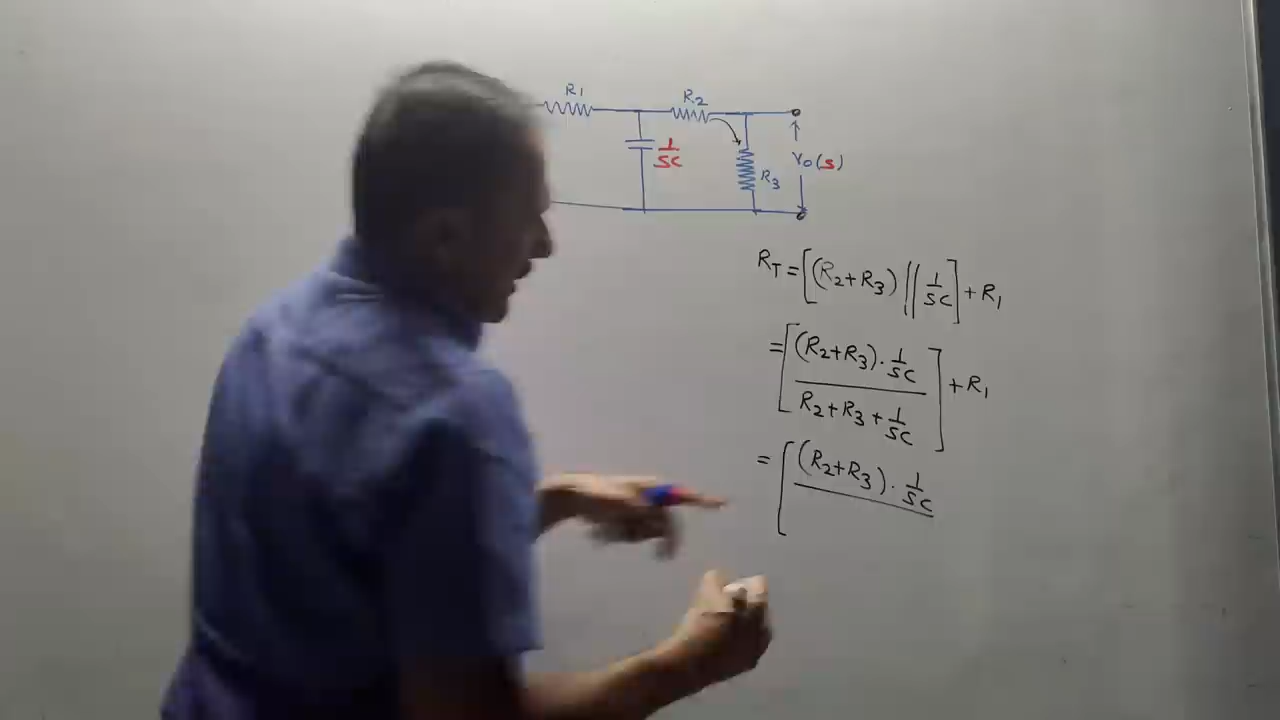 R1
R2
1/SC
Vo(s)
R3
RT = [(R2+R3) || 1/SC] + R1
= [(R2+R3) · 1/SC / R2+R3+1/SC] + R1
= [(R2+R3) · 1/SC